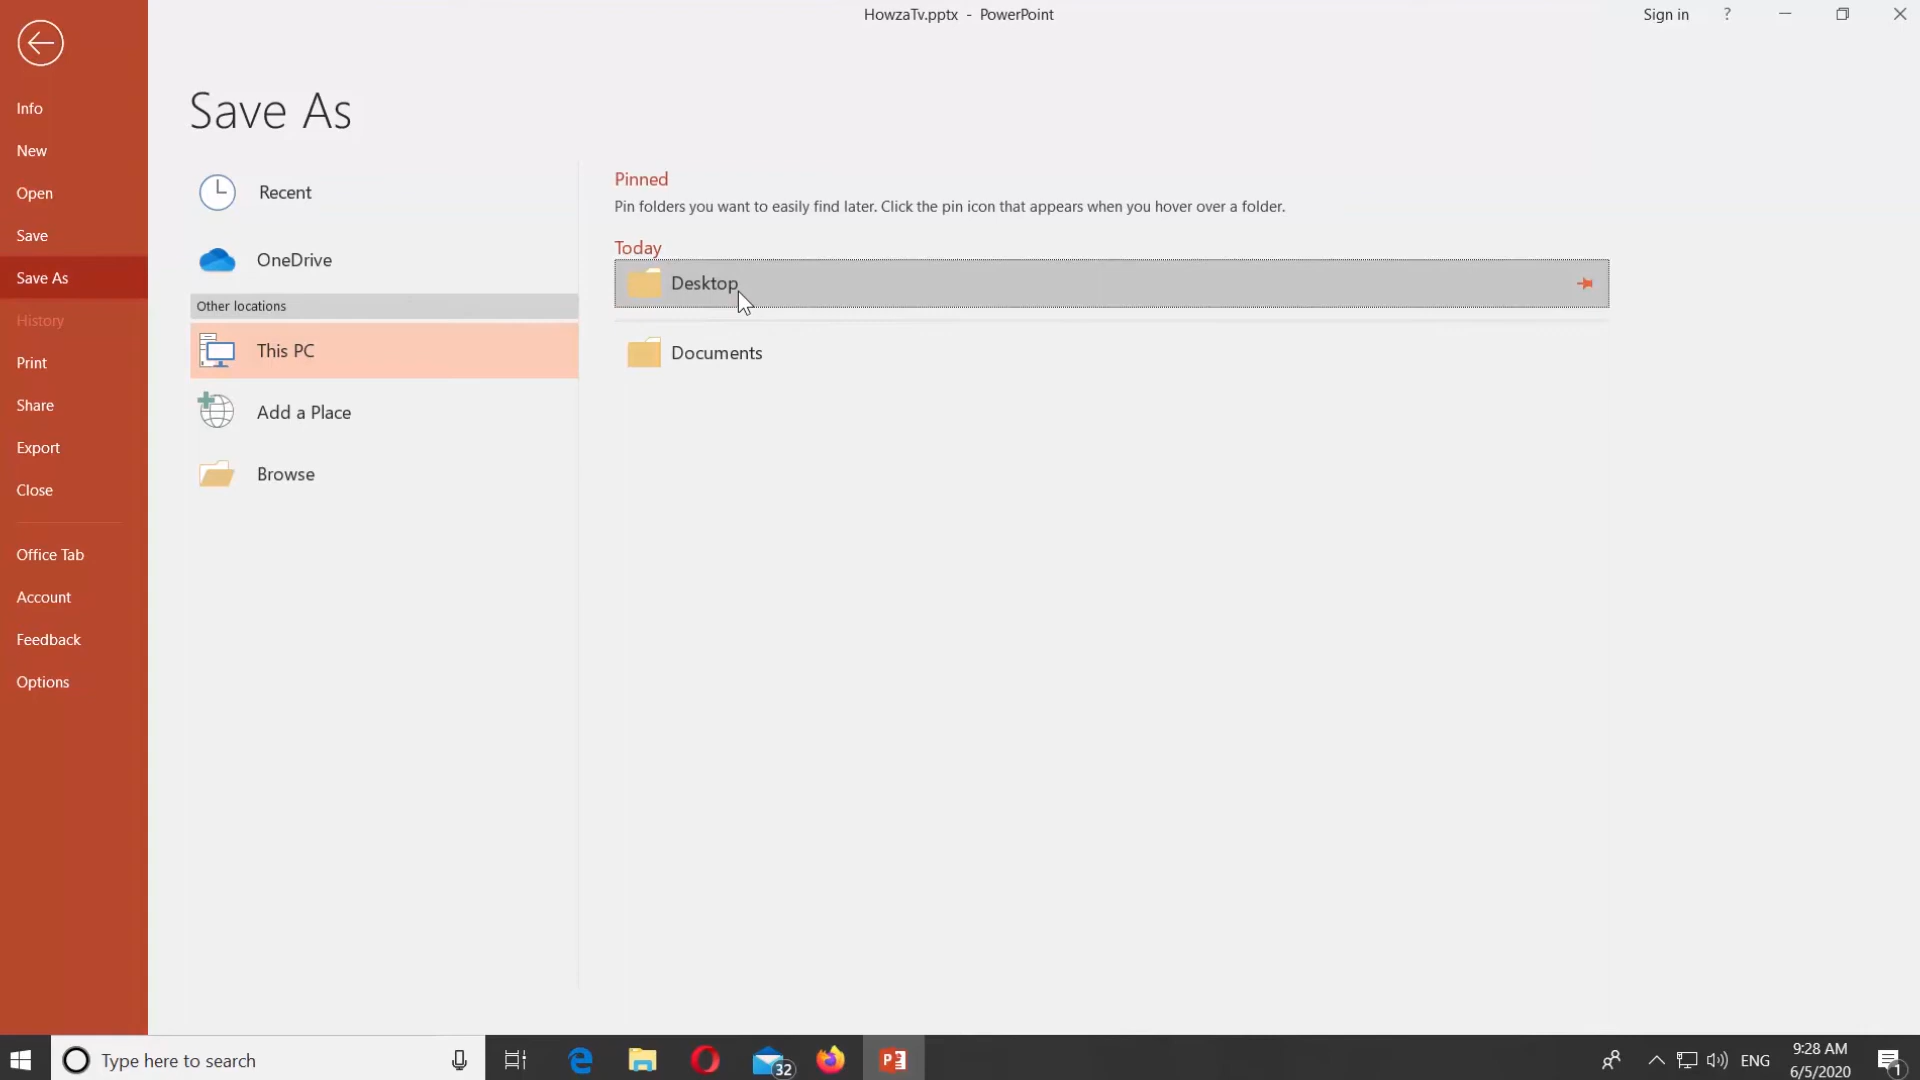 HowzaTv.pptx - PowerPoint
Sign in
?
Info
New
Open
Save
Save As
History
Print
Share
Export
Close
Office Tab
Account
Feedback
Options
Save As
Recent
OneDrive
Other locations
This PC
Add a Place
Browse
Pinned
Pin folders you want to easily find later. Click the pin icon that appears when you hover over a folder.
Today
Desktop
Documents
Type here to search
32
P
ENG
9:28 AM
6/5/2020
1